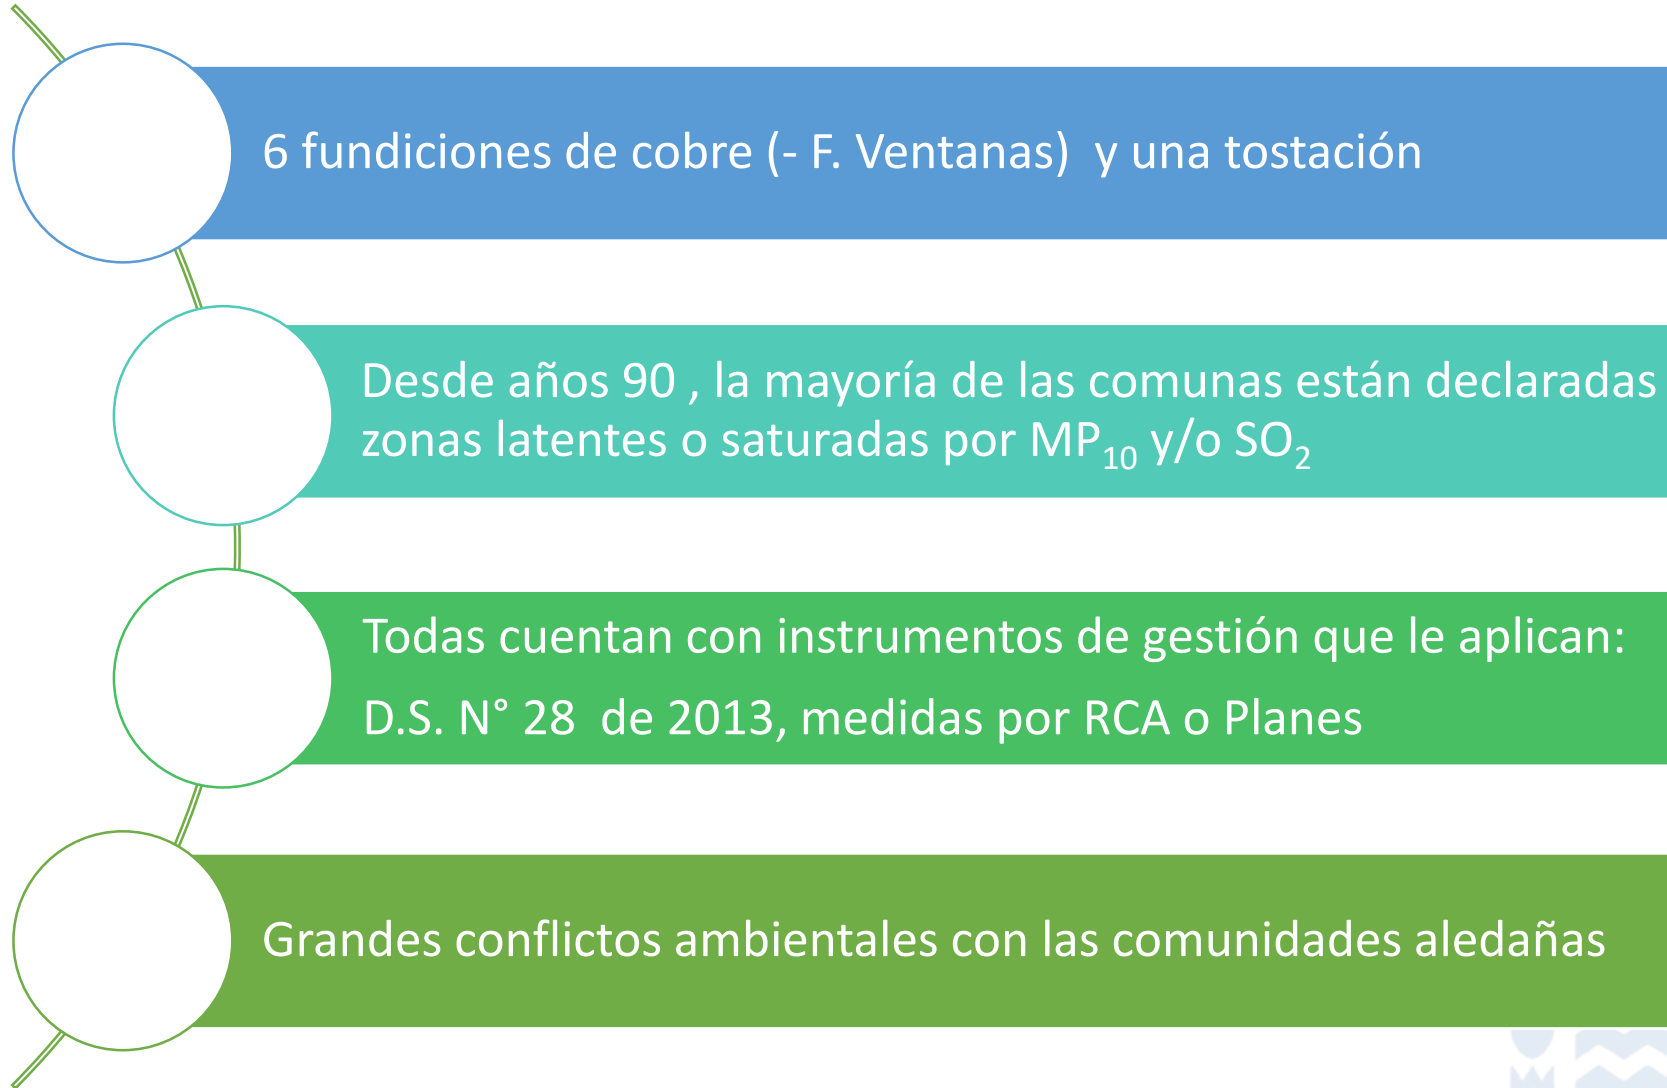 6 fundiciones de cobre (- F. Ventanas)  y una tostación
Desde años 90 , la mayoría de las comunas están declaradas
zonas latentes o saturadas por MP₁₀ y/o SO₂
Todas cuentan con instrumentos de gestión que le aplican:
D.S. N° 28  de 2013, medidas por RCA o Planes
Grandes conflictos ambientales con las comunidades aledañas